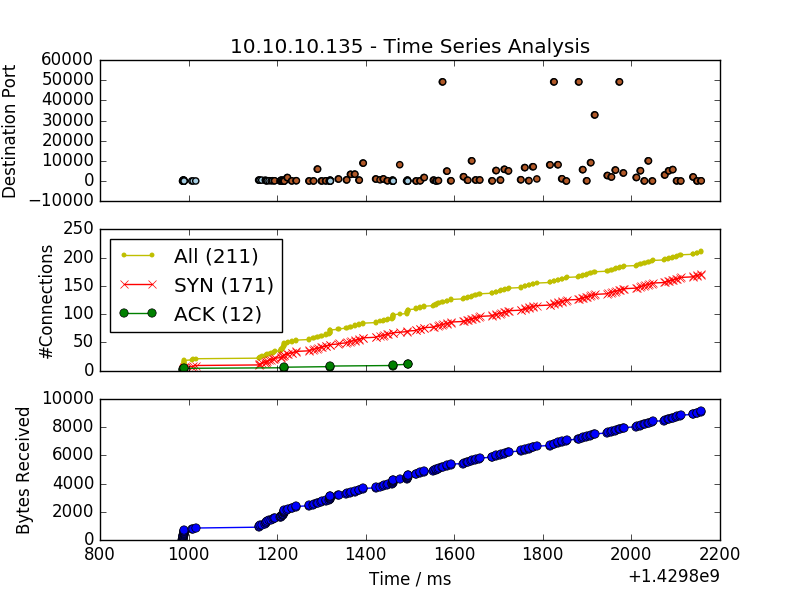 10.10.10.135 - Time Series Analysis
60000
50000
40000
30000
20000
10000
0
−10000
Destination Port
250
200
150
100
50
0
#Connections
All (211)
SYN (171)
ACK (12)
10000
8000
6000
4000
2000
0
Bytes Received
800 1000 1200 1400 1600 1800 2000 2200
Time / ms
+1.4298e9